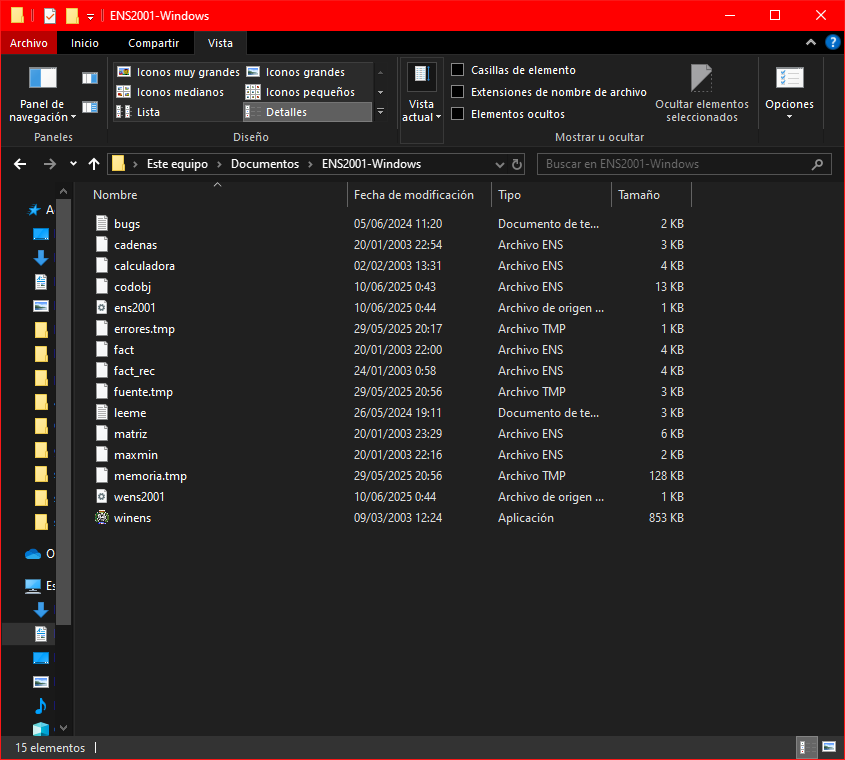 ENS2001-Windows
Archivo Inicio Compartir Vista
Panel de navegación
Paneles
Iconos muy grandes Iconos grandes
Iconos medianos Iconos pequeños
Lista Detalles
Diseño
Vista actual
Casillas de elemento
Extensiones de nombre de archivo
Elementos ocultos
Ocultar elementos seleccionados
Mostrar u ocultar
Opciones
Este equipo > Documentos > ENS2001-Windows
Buscar en ENS2001-Windows
Nombre Fecha de modificación Tipo Tamaño
bugs 05/06/2024 11:20 Documento de te... 2 KB
cadenas 20/01/2003 22:54 Archivo ENS 3 KB
calculadora 02/02/2003 13:31 Archivo ENS 4 KB
codobj 10/06/2025 0:43 Archivo ENS 13 KB
ens2001 10/06/2025 0:44 Archivo de origen ... 1 KB
errores.tmp 29/05/2025 20:17 Archivo TMP 1 KB
fact 20/01/2003 22:00 Archivo ENS 4 KB
fact_rec 24/01/2003 0:58 Archivo ENS 4 KB
fuente.tmp 29/05/2025 20:56 Archivo TMP 3 KB
leeme 26/05/2024 19:11 Documento de te... 3 KB
matriz 20/01/2003 23:29 Archivo ENS 6 KB
maxmin 20/01/2003 22:16 Archivo ENS 2 KB
memoria.tmp 29/05/2025 20:56 Archivo TMP 128 KB
wens2001 10/06/2025 0:44 Archivo de origen ... 1 KB
winens 09/03/2003 12:24 Aplicación 853 KB
A
O
Es
15 elementos